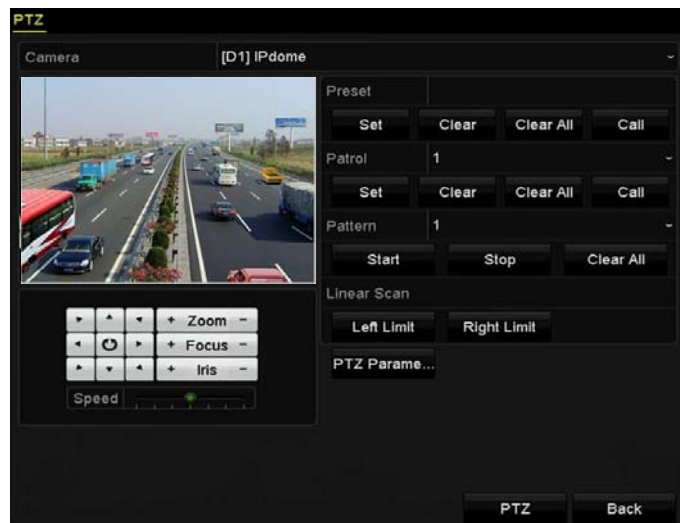 PTZ
Camera [D1] IPdome
Preset
Set Clear Clear All Call
Patrol 1
Set Clear Clear All Call
Pattern 1
Start Stop Clear All
Linear Scan
Left Limit Right Limit
PTZ Parame...
+ Zoom -
+ Focus -
+ Iris -
Speed
PTZ Back